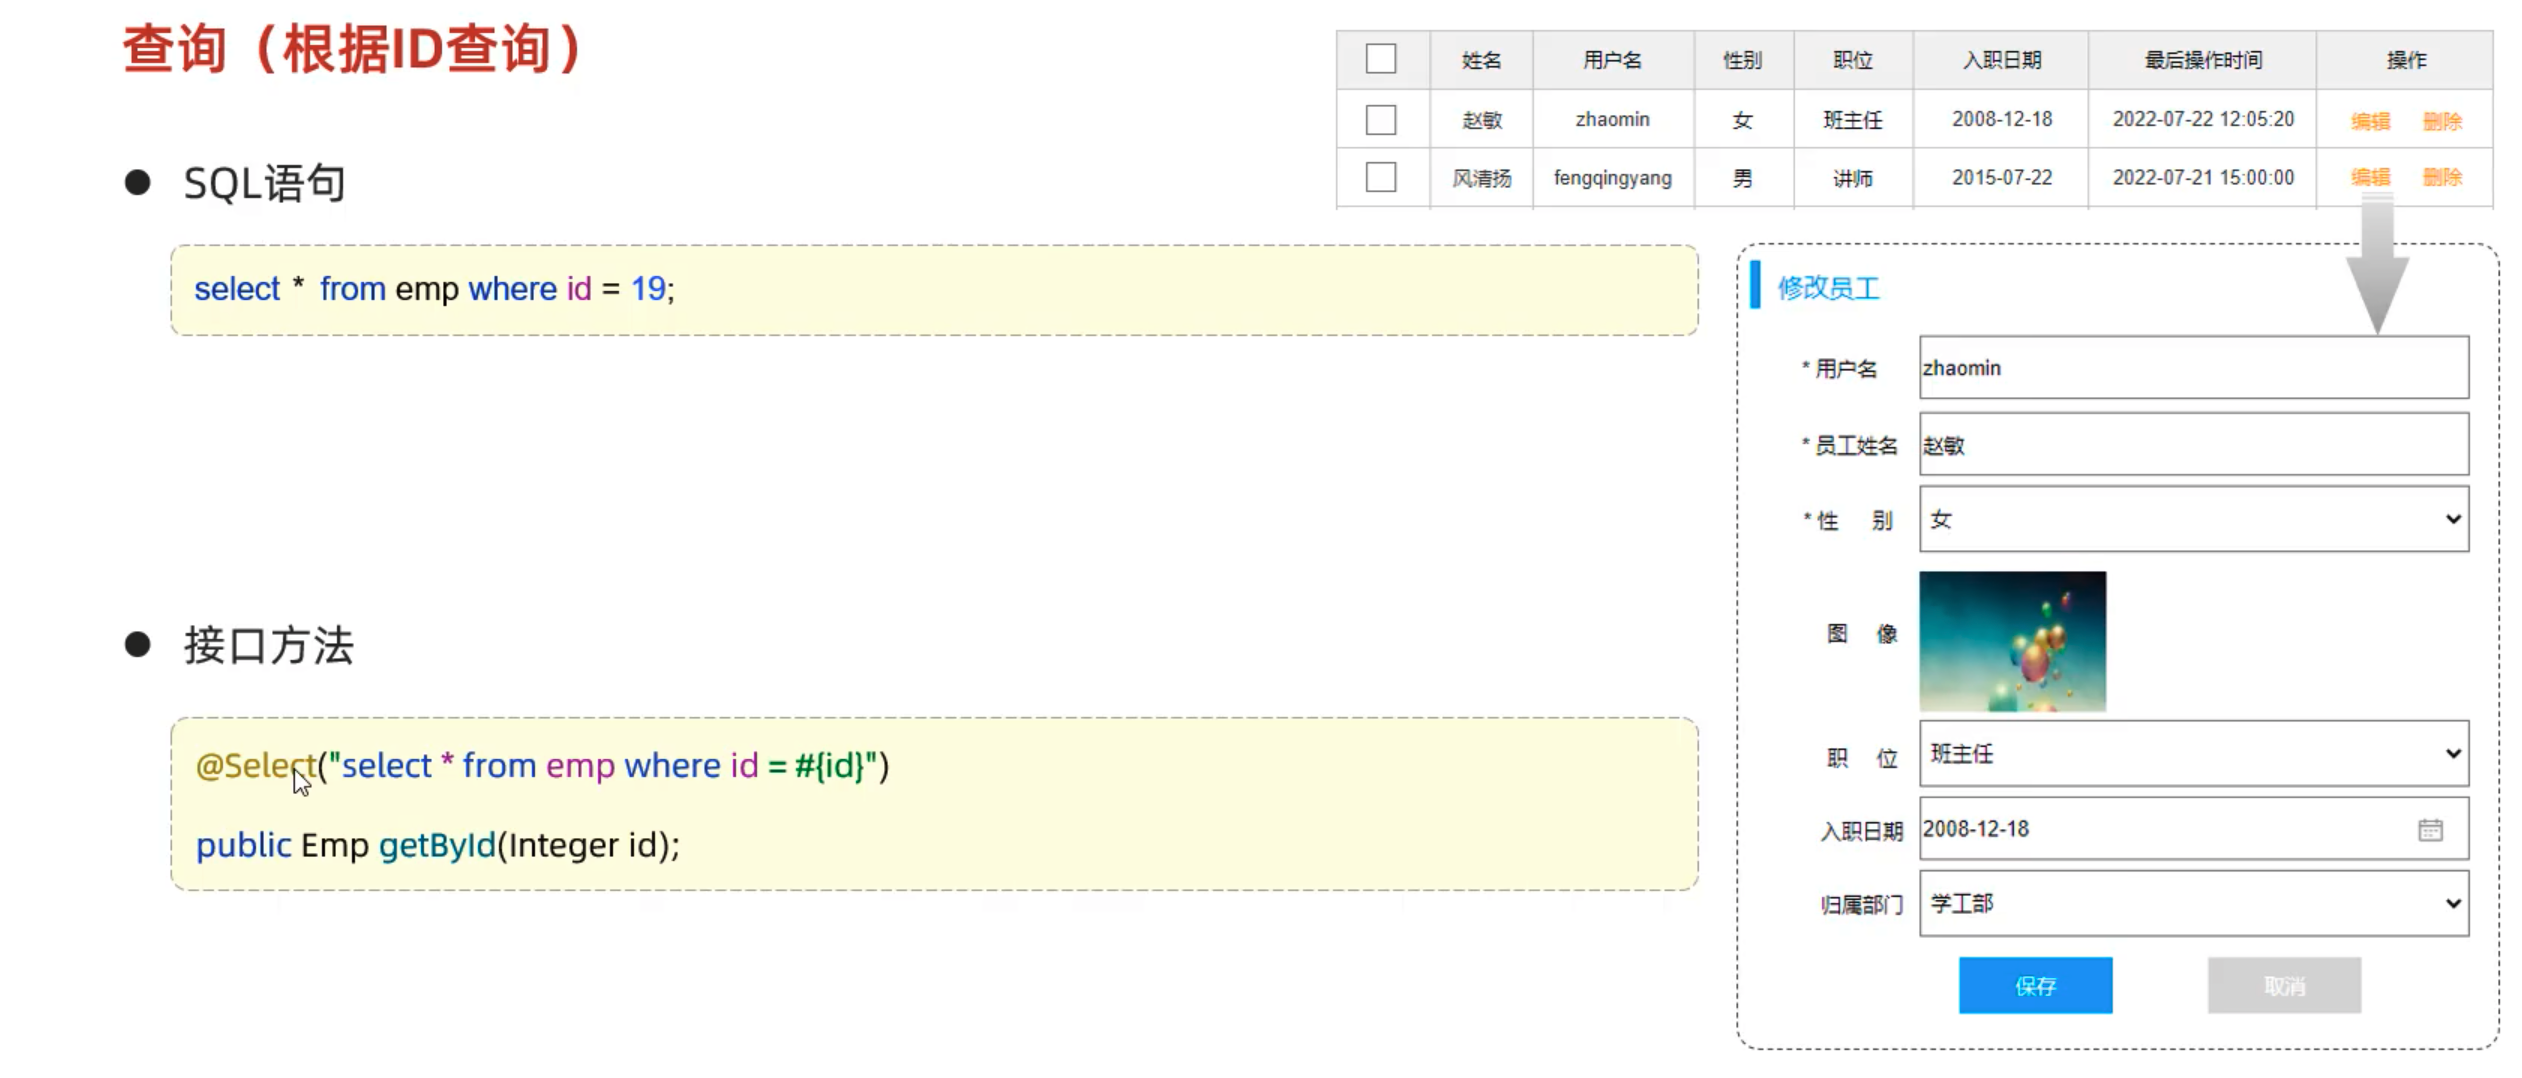 查询（根据ID查询）
SQL语句
select * from emp where id = 19;
接口方法
@Select("select * from emp where id = #{id}")
public Emp getById(Integer id);
姓名 用户名 性别 职位 入职日期 最后操作时间 操作
赵敏 zhaomin 女 班主任 2008-12-18 2022-07-22 12:05:20 编辑 删除
风清扬 fengqingyang 男 讲师 2015-07-22 2022-07-21 15:00:00 编辑 删除
修改员工
* 用户名 zhaomin
* 员工姓名 赵敏
* 性 别 女
图 像
职 位 班主任
入职日期 2008-12-18
归属部门 学工部
保存 取消